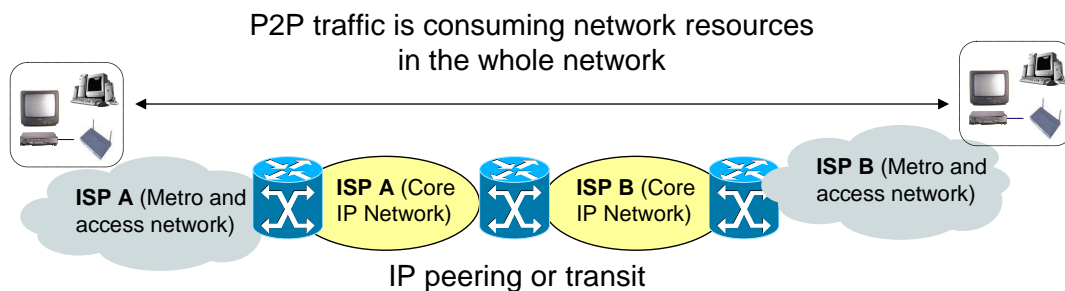 P2P traffic is consuming network resources
in the whole network
ISP A (Metro and
access network)
ISP A (Core
IP Network)
ISP B (Core
IP Network)
ISP B (Metro and
access network)
IP peering or transit